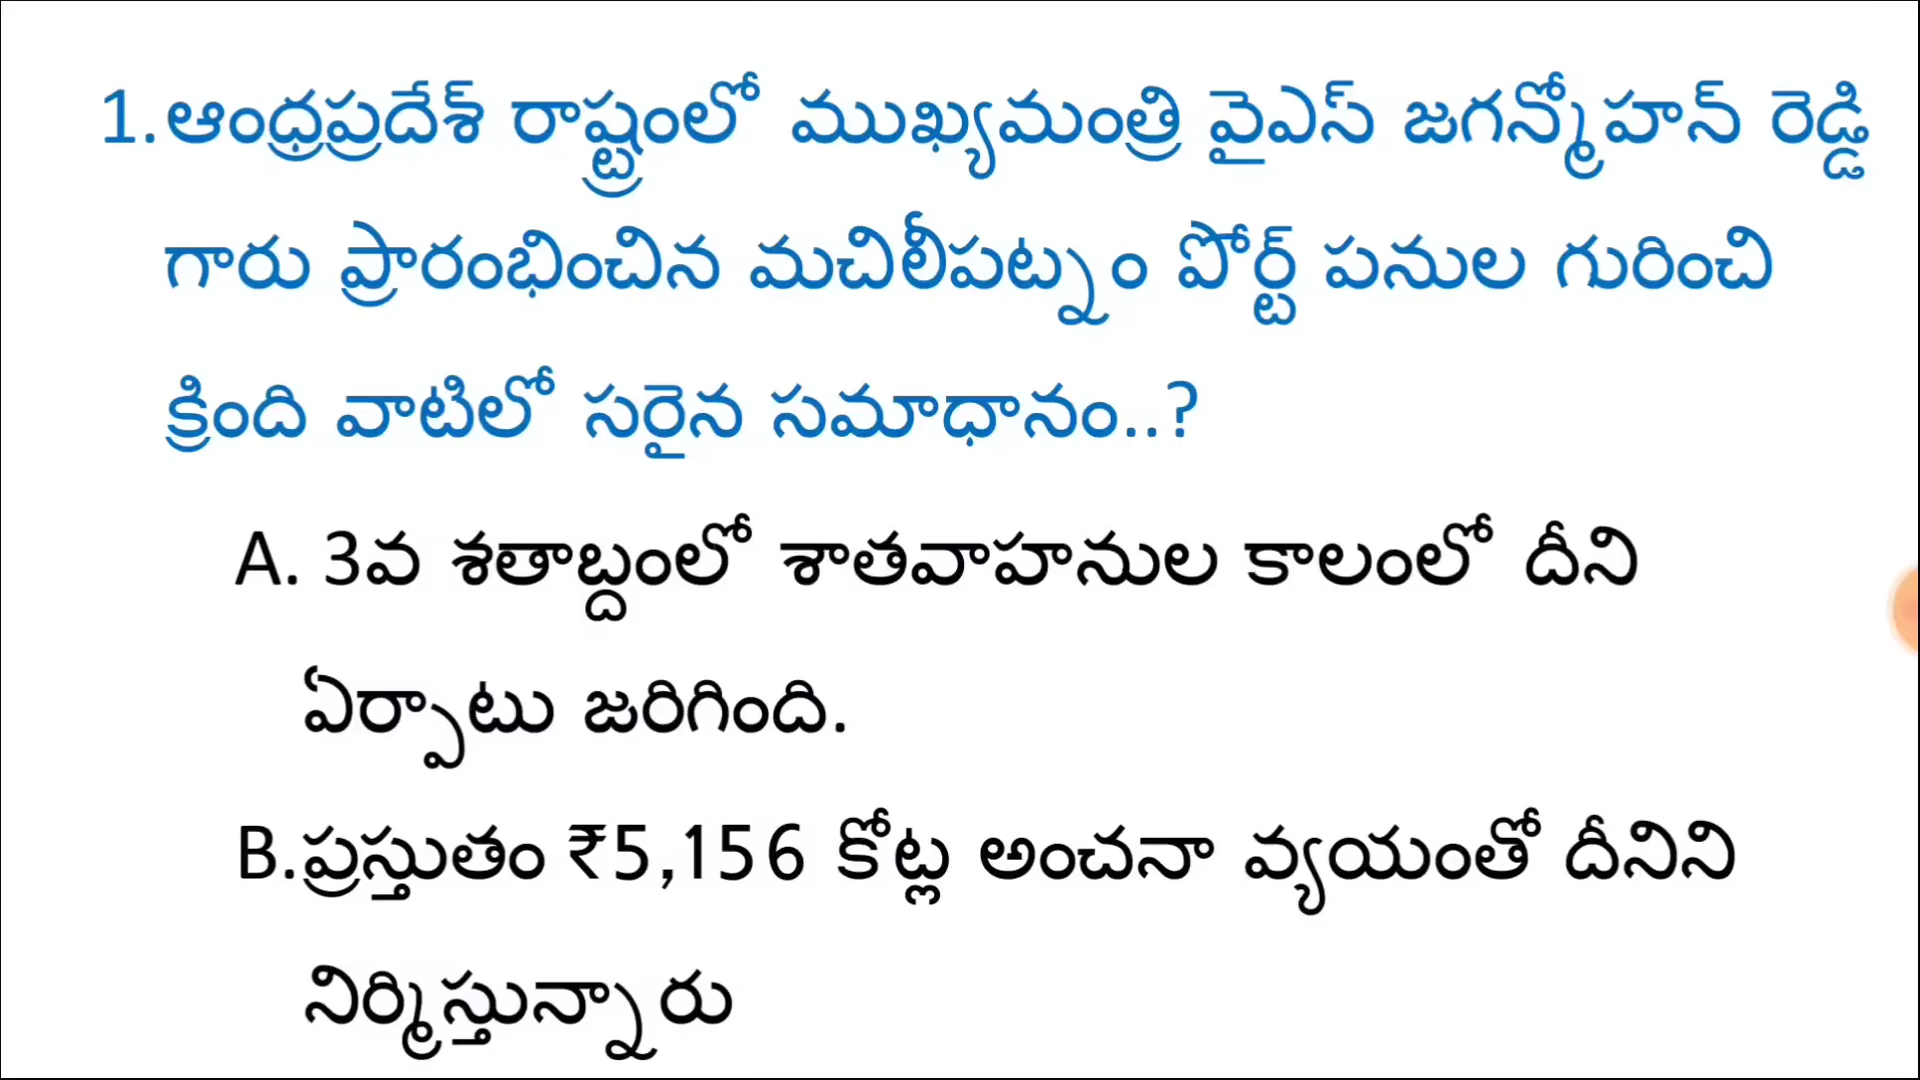 1.ఆంధ్రప్రదేశ్ రాష్ట్రంలో ముఖ్యమంత్రి వైఎస్ జగన్మోహన్ రెడ్డి
గారు ప్రారంభించిన మచిలీపట్నం పోర్ట్ పనుల గురించి
క్రింది వాటిలో సరైన సమాధానం..?
A. 3వ శతాబ్దంలో శాతవాహనుల కాలంలో దీని
ఏర్పాటు జరిగింది.
B.ప్రస్తుతం ₹5,156 కోట్ల అంచనా వ్యయంతో దీనిని
నిర్మిస్తున్నారు